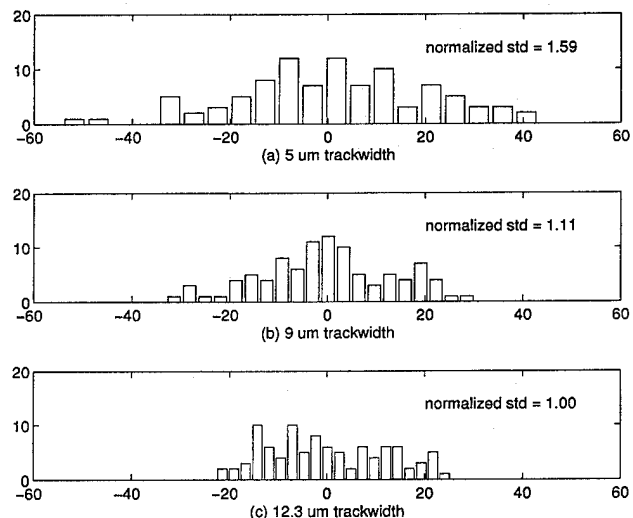 20
normalized std = 1.59
10
0
-60 -40 -20 0 20 40 60
(a) 5 um trackwidth
20
normalized std = 1.11
10
0
-60 -40 -20 0 20 40 60
(b) 9 um trackwidth
20
normalized std = 1.00
10
0
-60 -40 -20 0 20 40 60
(c) 12.3 um trackwidth